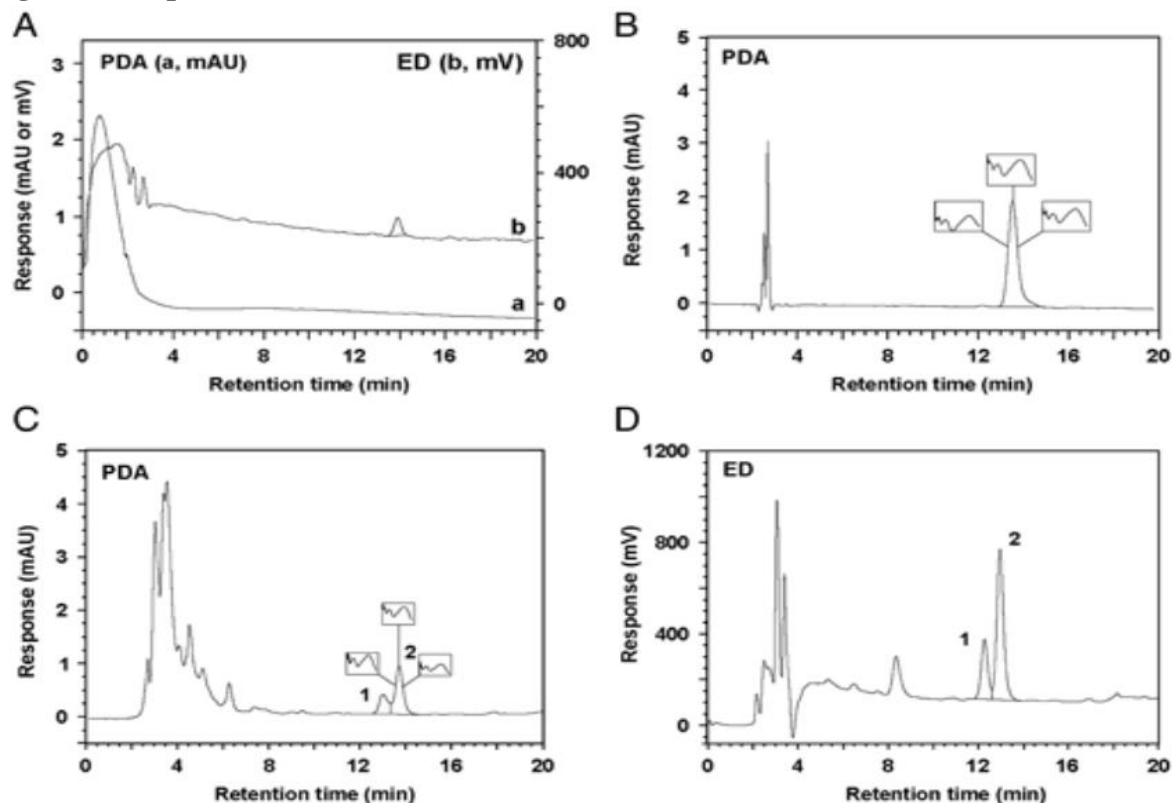 A
PDA (a, mAU)
ED (b, mV)
Response (mAU or mV)
3
2
1
0
800
400
0
b
a
0 4 8 12 16 20
Retention time (min)
B
PDA
Response (mAU)
5
4
3
2
1
0
0 4 8 12 16 20
Retention time (min)
C
PDA
Response (mAU)
5
4
3
2
1
0
1
2
0 4 8 12 16 20
Retention time (min)
D
ED
Response (mV)
1200
800
400
0
1
2
0 4 8 12 16 20
Retention time (min)